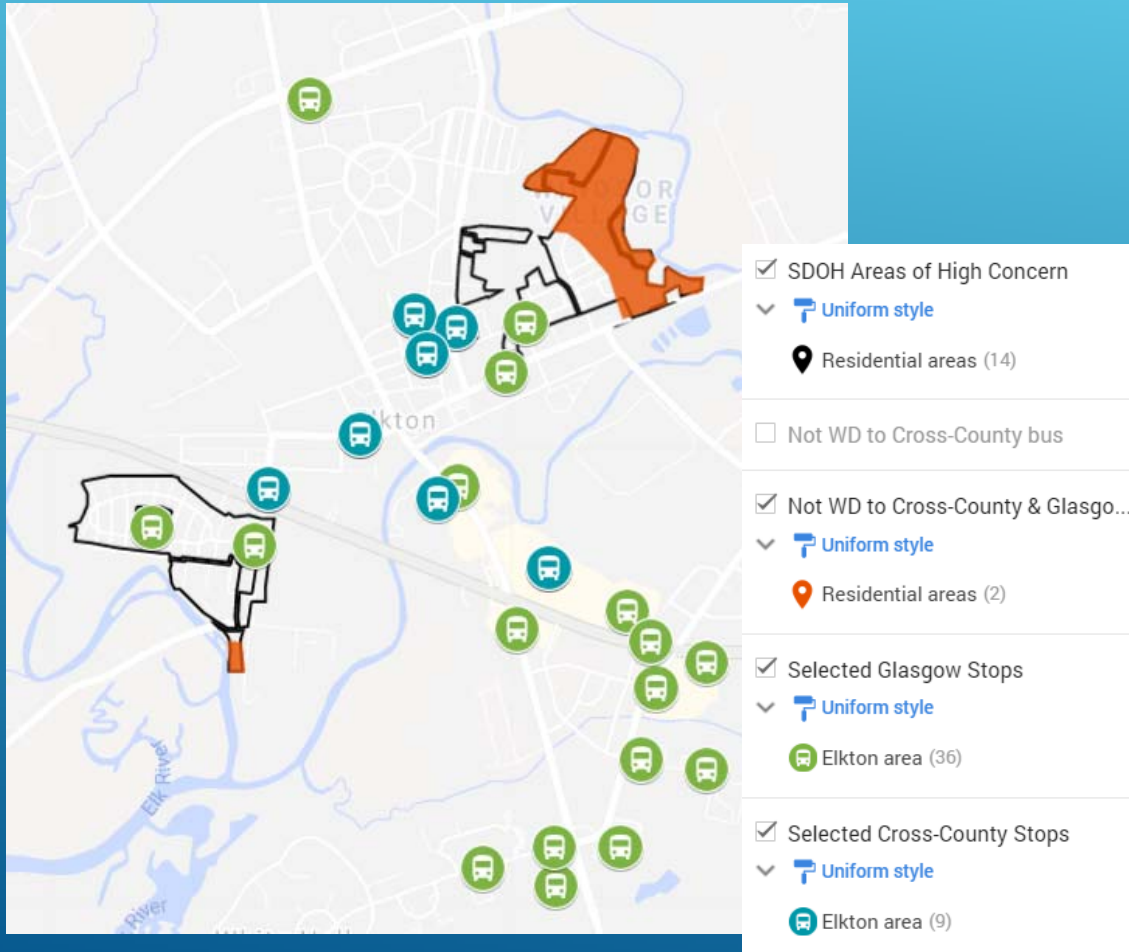 VILLAGE
Elkton
Elk River
River
SDOH Areas of High Concern
Uniform style
Residential areas (14)
Not WD to Cross-County bus
Not WD to Cross-County & Glasgo...
Uniform style
Residential areas (2)
Selected Glasgow Stops
Uniform style
Elkton area (36)
Selected Cross-County Stops
Uniform style
Elkton area (9)